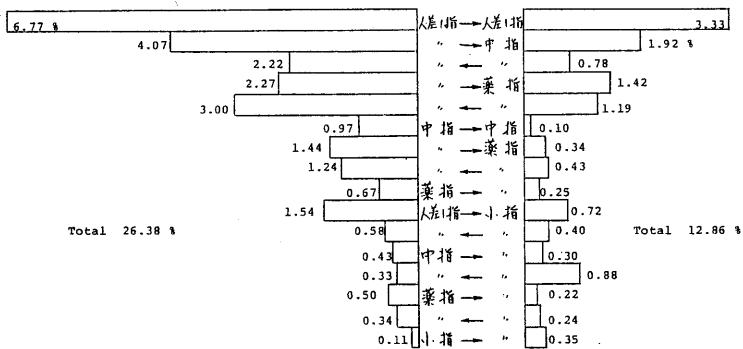 6.77 % 人差し指 → 人差し指 3.33
4.07 〃 → 中指 1.92 %
2.22 〃 ← 〃 0.78
2.27 〃 → 薬指 1.42
3.00 〃 ← 〃 1.19
0.97 中指 → 中指 0.10
1.44 〃 → 薬指 0.34
1.24 〃 ← 〃 0.43
0.67 薬指 → 〃 0.25
1.54 人差し指 → 小指 0.72
Total 26.38 % 0.58 〃 ← 〃 0.40 Total 12.86 %
0.43 中指 → 〃 0.30
0.33 〃 ← 〃 0.88
0.50 薬指 → 〃 0.22
0.34 〃 ← 〃 0.24
0.11 小指 → 〃 0.35